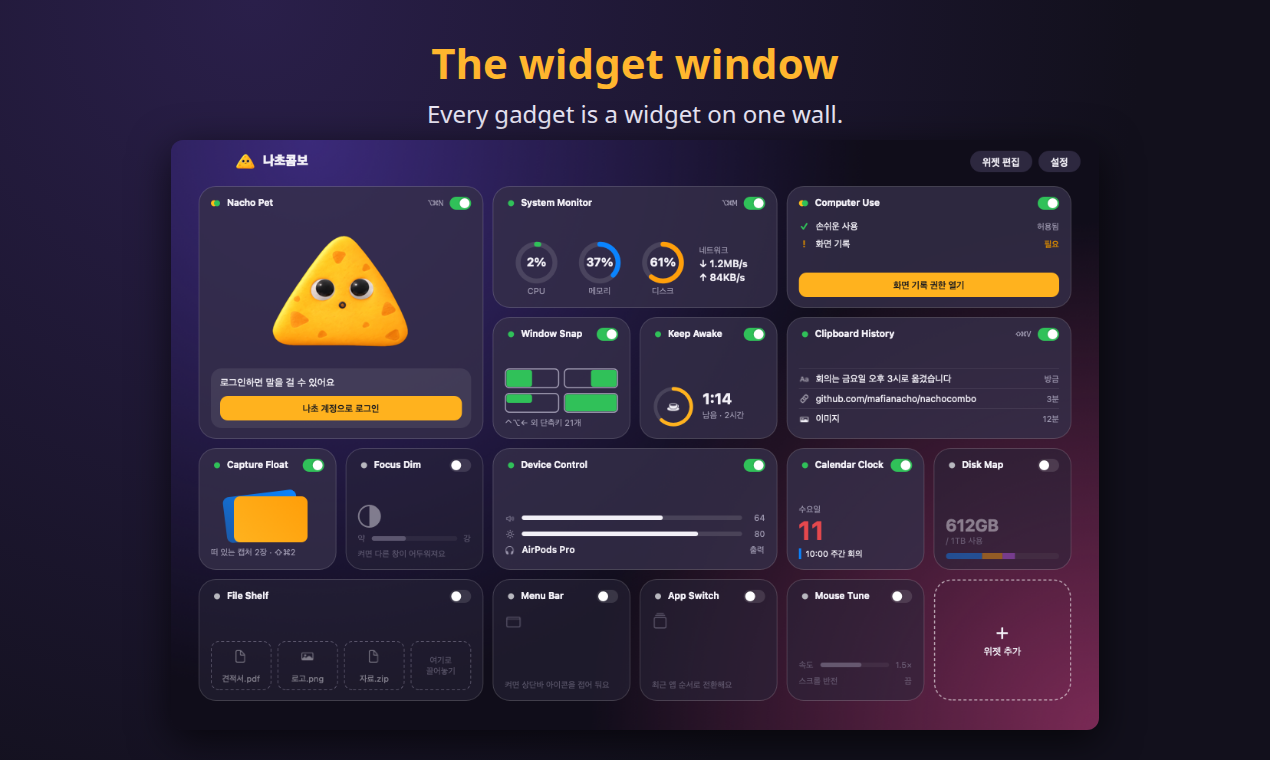 The widget window
Every gadget is a widget on one wall.
나초콤보
위젯 편집
설정
Nacho Pet
⌥⌘N
로그인하면 말을 걸 수 있어요
나초 계정으로 로그인
System Monitor
⌥⌘M
2%
CPU
37%
메모리
61%
디스크
네트워크
↓ 1.2MB/s
↑ 84KB/s
Computer Use
손쉬운 사용
허용됨
화면 기록
필요
화면 기록 권한 열기
Window Snap
^⌥← 외 단축키 21개
Keep Awake
1:14
남음 · 2시간
Clipboard History
Aa 회의는 금요일 오후 3시로 옮겼습니다
방금
github.com/mafianacho/nachocombo
3분
이미지
12분
Capture Float
떠 있는 캡처 2장 · ◇⌘2
Focus Dim
약
강
켜면 다른 창이 어두워져요
Device Control
64
80
AirPods Pro
출력
Calendar Clock
수요일
11
10:00 주간 회의
Disk Map
612GB
/ 1TB 사용
File Shelf
견적서.pdf
로고.png
자료.zip
여기로
끌어놓기
Menu Bar
켜면 상단바 아이콘을 접어 둬요
App Switch
최근 앱 순서로 전환해요
Mouse Tune
속도
1.5×
스크롤 반전
끔
+
위젯 추가